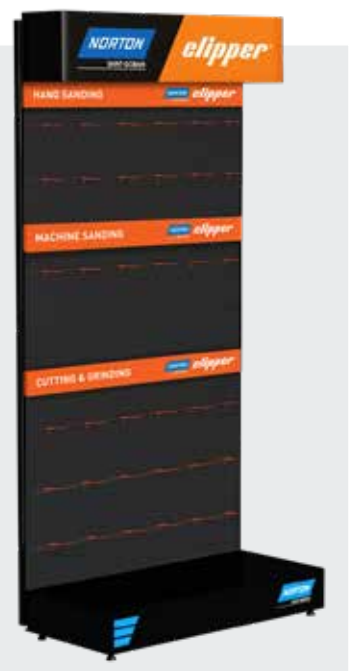 NORTON clipper
SAINT-GOBAIN
HAND SANDING NORTON clipper
MACHINE SANDING NORTON clipper
CUTTING & GRINDING NORTON clipper
NORTON